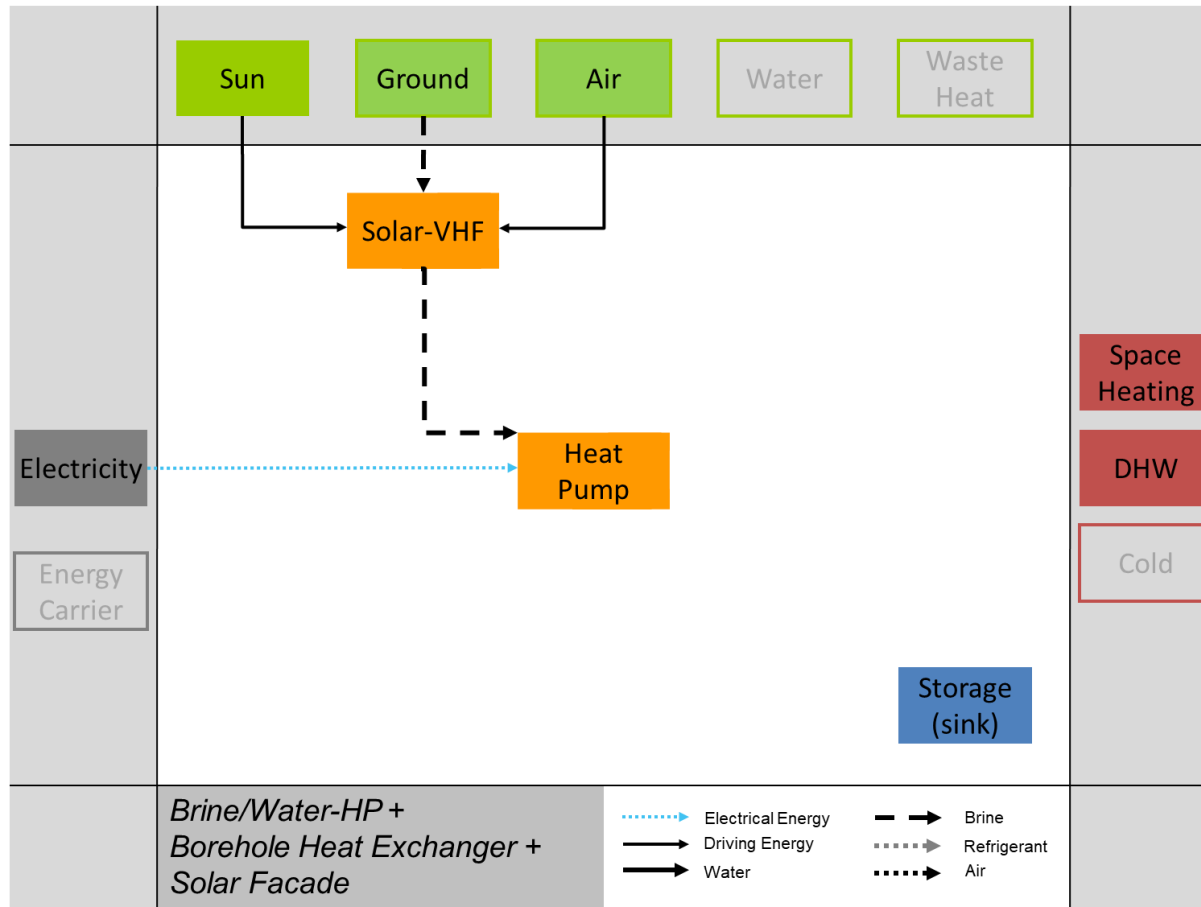 Sun
Ground
Air
Water
Waste
Heat
Solar-VHF
Space
Heating
Electricity
Heat
Pump
DHW
Energy
Carrier
Cold
Storage
(sink)
Brine/Water-HP +
Borehole Heat Exchanger +
Solar Facade
Electrical Energy
Driving Energy
Water
Brine
Refrigerant
Air